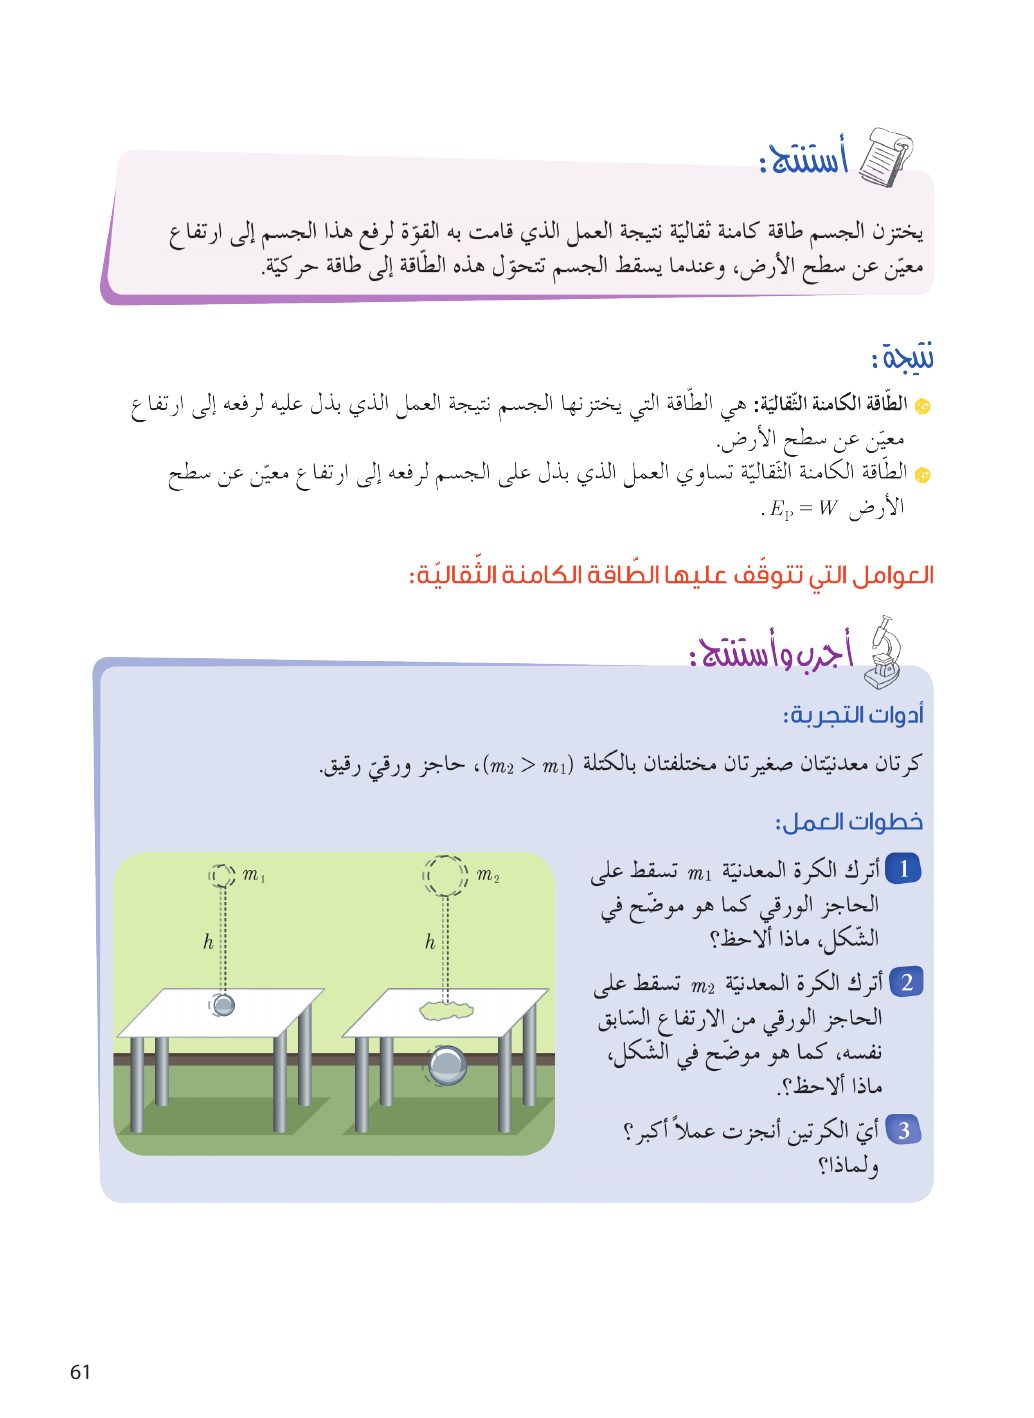 أستنتج:
يختزن الجسم طاقة كامنة ثقاليّة نتيجة العمل الذي قامت به القوّة لرفع هذا الجسم إلى ارتفاع
معيّن عن سطح الأرض، وعندما يسقط الجسم تتحوّل هذه الطّاقة إلى طاقة حركيّة.
نتيجة:
الطّاقة الكامنة الثّقاليّة: هي الطّاقة التي يختزنها الجسم نتيجة العمل الذي بذل عليه لرفعه إلى ارتفاع
معيّن عن سطح الأرض.
الطّاقة الكامنة الثّقاليّة تساوي العمل الذي بذل على الجسم لرفعه إلى ارتفاع معيّن عن سطح
الأرض E_P = W .
العوامل التي تتوقّف عليها الطّاقة الكامنة الثّقاليّة:
أجرب وأستنتج:
أدوات التجربة:
كرتان معدنيّتان صغيرتان مختلفتان بالكتلة (m2 > m1)، حاجز ورقيّ رقيق.
خطوات العمل:
1 أترك الكرة المعدنيّة m1 تسقط على
الحاجز الورقي كما هو موضّح في
الشّكل، ماذا ألاحظ؟
2 أترك الكرة المعدنيّة m2 تسقط على
الحاجز الورقي من الارتفاع السّابق
نفسه، كما هو موضّح في الشّكل،
ماذا ألاحظ؟.
3 أيّ الكرتين أنجزت عملاً أكبر؟
ولماذا؟
m1
m2
h
h
61